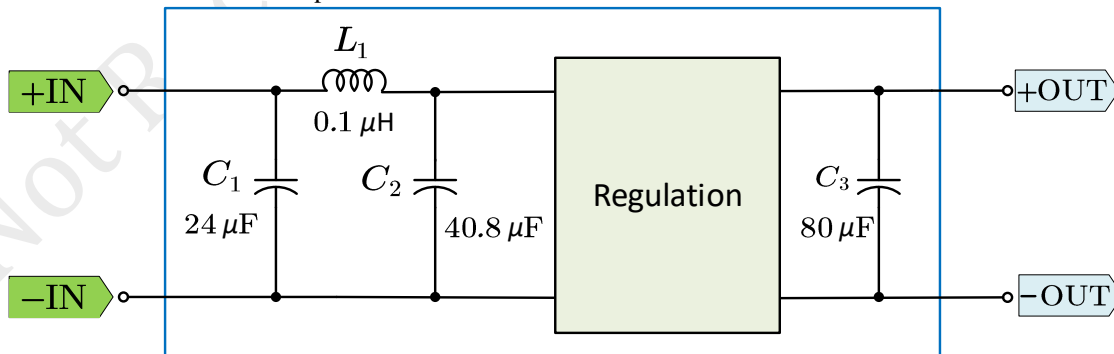 p
Not R
L₁
+IN
+OUT
0.1 μH
C₁
C₂
Regulation
C₃
24 μF
40.8 μF
80 μF
−IN
−OUT